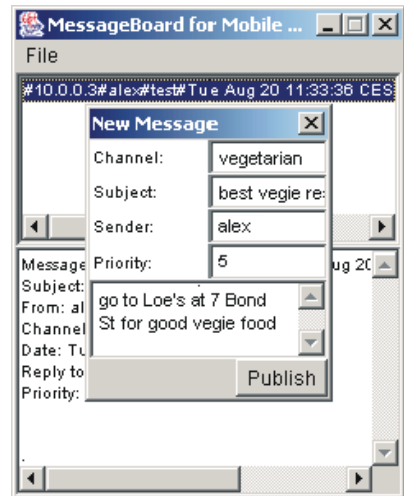 MessageBoard for Mobile ...
File
#10.0.0.3#alex#test#Tue Aug 20 11:33:36 CES
New Message
Channel: vegetarian
Subject: best vegie re
Sender: alex
Priority: 5
go to Loe's at 7 Bond
St for good vegie food
Publish
Message ug 20
Subject:
From: al
Channel
Date: Tu
Reply to
Priority:
.